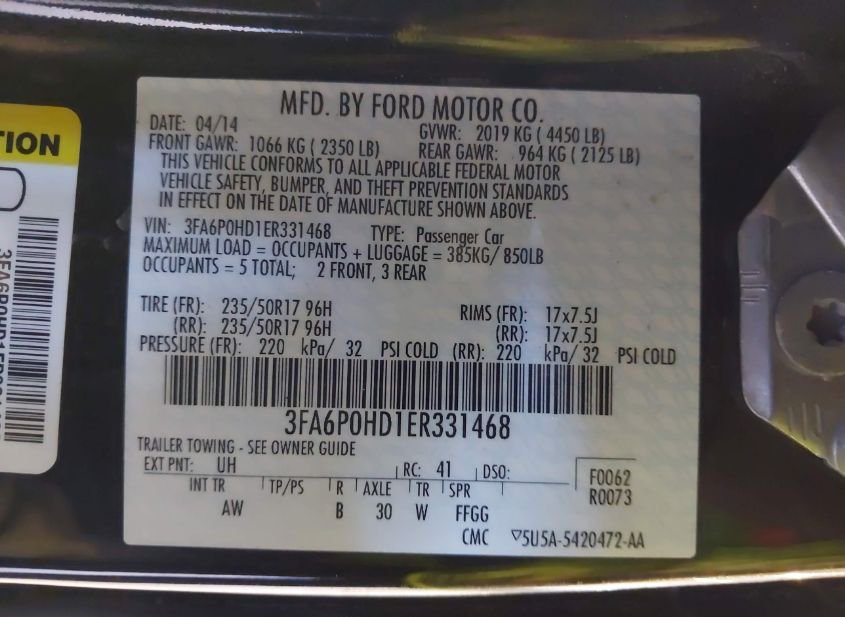 TION
3FA6P0HD1ER331468
MFD. BY FORD MOTOR CO.
DATE: 04/14 GVWR: 2019 KG ( 4450 LB)
FRONT GAWR: 1066 KG ( 2350 LB) REAR GAWR: 964 KG ( 2125 LB)
THIS VEHICLE CONFORMS TO ALL APPLICABLE FEDERAL MOTOR
VEHICLE SAFETY, BUMPER, AND THEFT PREVENTION STANDARDS
IN EFFECT ON THE DATE OF MANUFACTURE SHOWN ABOVE.
VIN: 3FA6P0HD1ER331468 TYPE: Passenger Car
MAXIMUM LOAD = OCCUPANTS + LUGGAGE = 385KG/ 850LB
OCCUPANTS = 5 TOTAL; 2 FRONT, 3 REAR
TIRE (FR): 235/50R17 96H RIMS (FR): 17x7.5J
(RR): 235/50R17 96H (RR): 17x7.5J
PRESSURE (FR): 220 kPa/ 32 PSI COLD (RR): 220 kPa/ 32 PSI COLD
3FA6P0HD1ER331468
TRAILER TOWING - SEE OWNER GUIDE
EXT PNT: UH RC: 41 DSO: F0062
INT TR TP/PS R AXLE TR SPR R0073
AW B 30 W FFGG
CMC ▽5U5A-5420472-AA